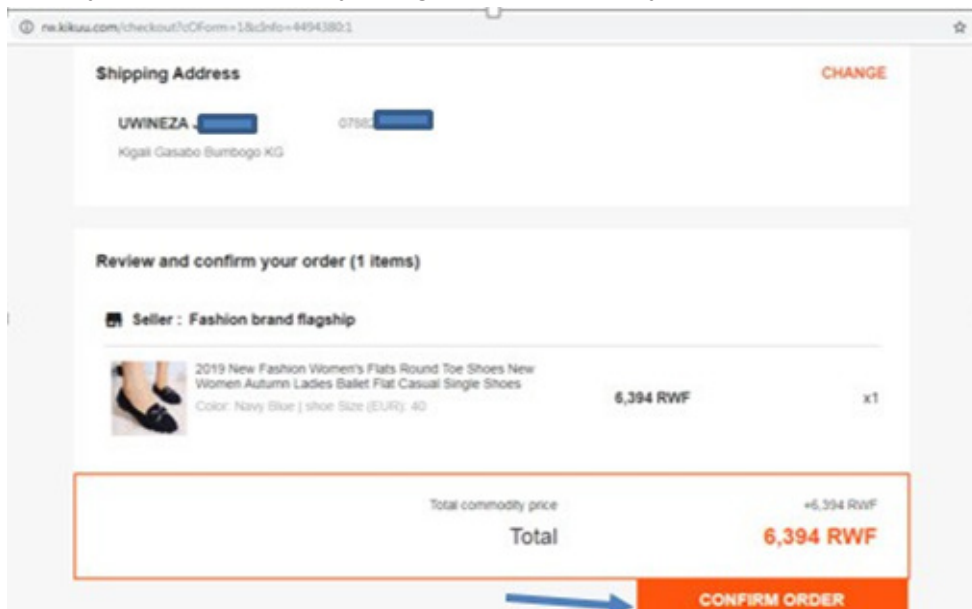 rw.kikuu.com/checkout?cOForm=1&cInfo=4494380:1
Shipping Address
CHANGE
UWINEZA J
07882
Kigali Gasabo Bumbogo KG
Review and confirm your order (1 items)
Seller : Fashion brand flagship
2019 New Fashion Women's Flats Round Toe Shoes New
Women Autumn Ladies Ballet Flat Casual Single Shoes
Color: Navy Blue | shoe Size (EUR): 40
6,394 RWF
x1
Total commodity price
+6,394 RWF
Total
6,394 RWF
CONFIRM ORDER